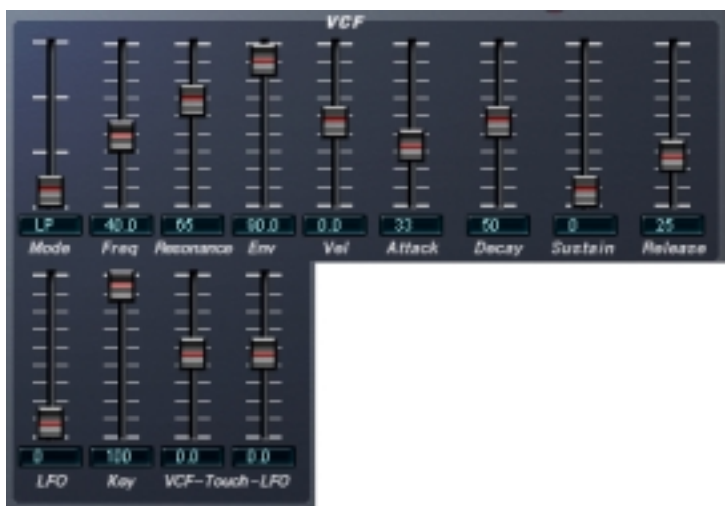 VCF
LP 40.0 65 90.0 0.0 33 50 0 25
Mode Freq Resonance Env Vel Attack Decay Sustain Release
0 100 0.0 0.0
LFO Key VCF-Touch-LFO